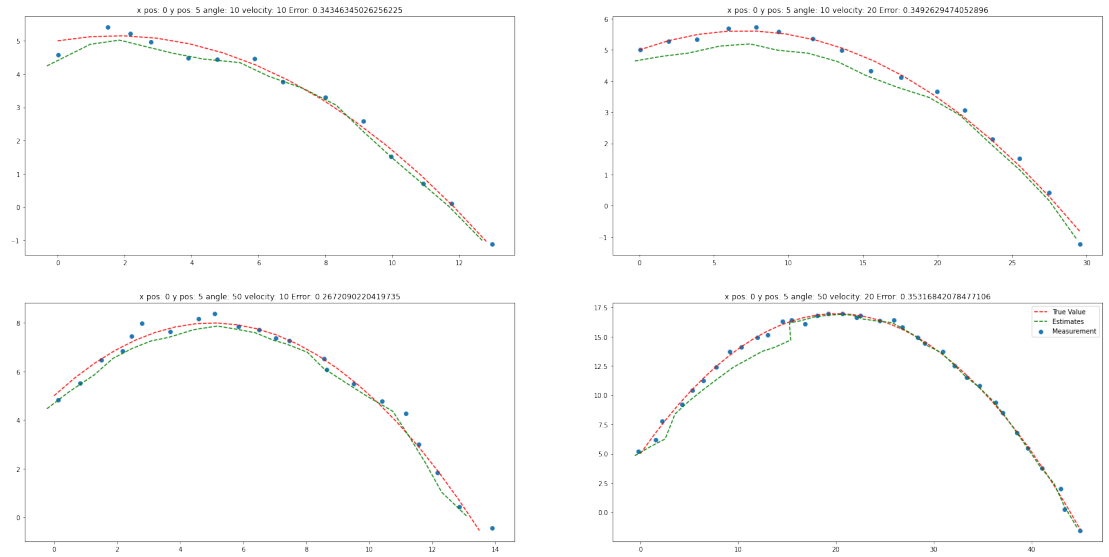 x pos: 0 y pos: 5 angle: 10 velocity: 10 Error: 0.34346345026256225
5
4
3
2
1
0
−1
0 2 4 6 8 10 12
x pos: 0 y pos: 5 angle: 10 velocity: 20 Error: 0.3492629474052896
6
5
4
3
2
1
0
−1
0 5 10 15 20 25 30
x pos: 0 y pos: 5 angle: 50 velocity: 10 Error: 0.2672090220419735
8
6
4
2
0
0 2 4 6 8 10 12 14
x pos: 0 y pos: 5 angle: 50 velocity: 20 Error: 0.35316842078477106
17.5
15.0
12.5
10.0
7.5
5.0
2.5
0.0
0 10 20 30 40
True Value
Estimates
Measurement